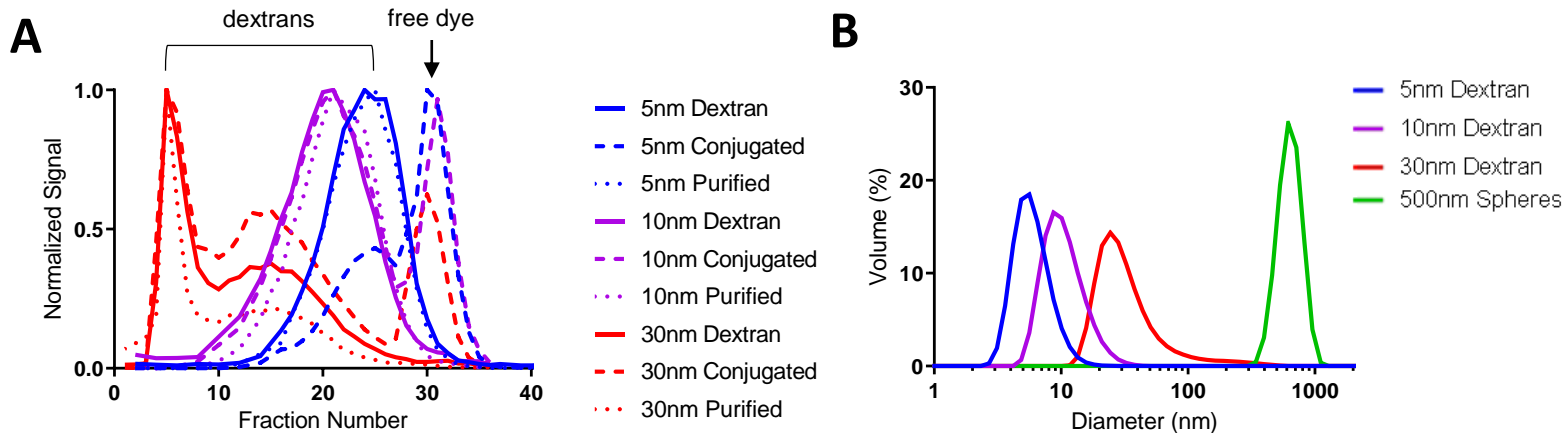 A
dextrans
free dye
Normalized Signal
1.0
0.5
0.0
0
10
20
30
40
Fraction Number
5nm Dextran
5nm Conjugated
5nm Purified
10nm Dextran
10nm Conjugated
10nm Purified
30nm Dextran
30nm Conjugated
30nm Purified
B
Volume (%)
30
20
10
0
1
10
100
1000
Diameter (nm)
5nm Dextran
10nm Dextran
30nm Dextran
500nm Spheres